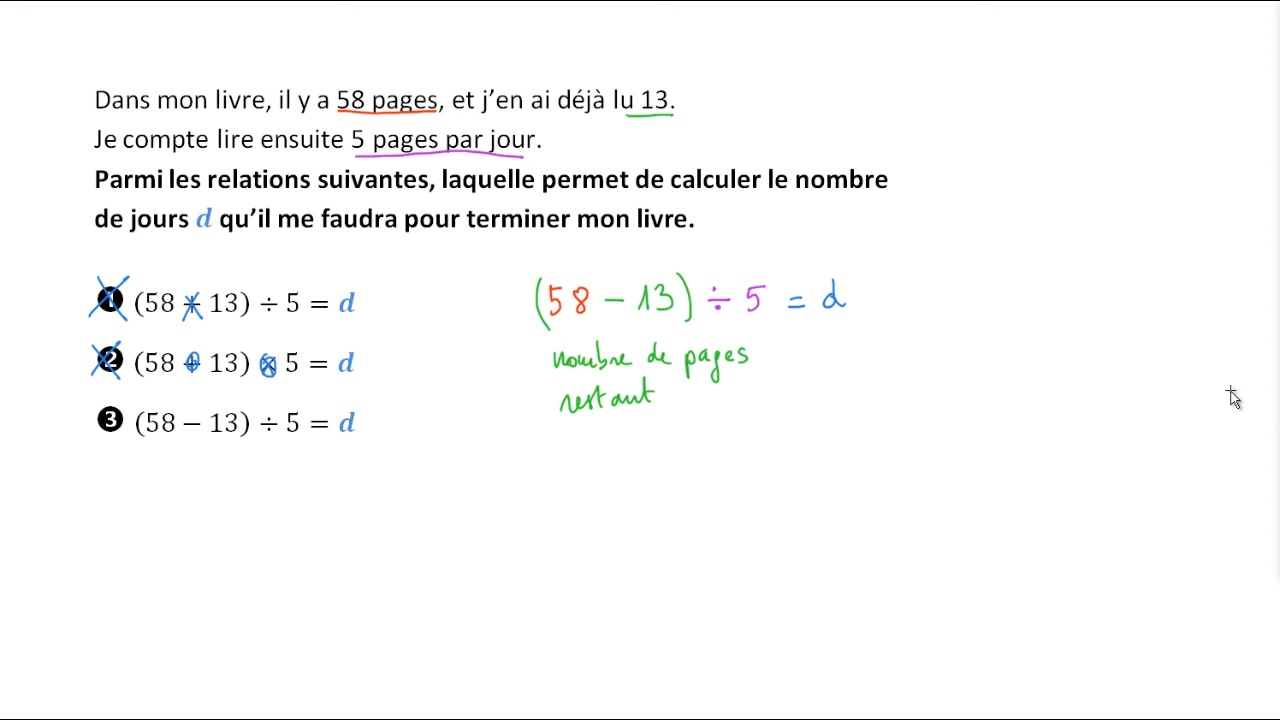 Dans mon livre, il y a 58 pages, et j'en ai déjà lu 13.
Je compte lire ensuite 5 pages par jour.
Parmi les relations suivantes, laquelle permet de calculer le nombre
de jours d qu'il me faudra pour terminer mon livre.
1 (58 + 13) ÷ 5 = d
2 (58 + 13) × 5 = d
3 (58 − 13) ÷ 5 = d
(58 − 13) ÷ 5 = d
nombre de pages
restant